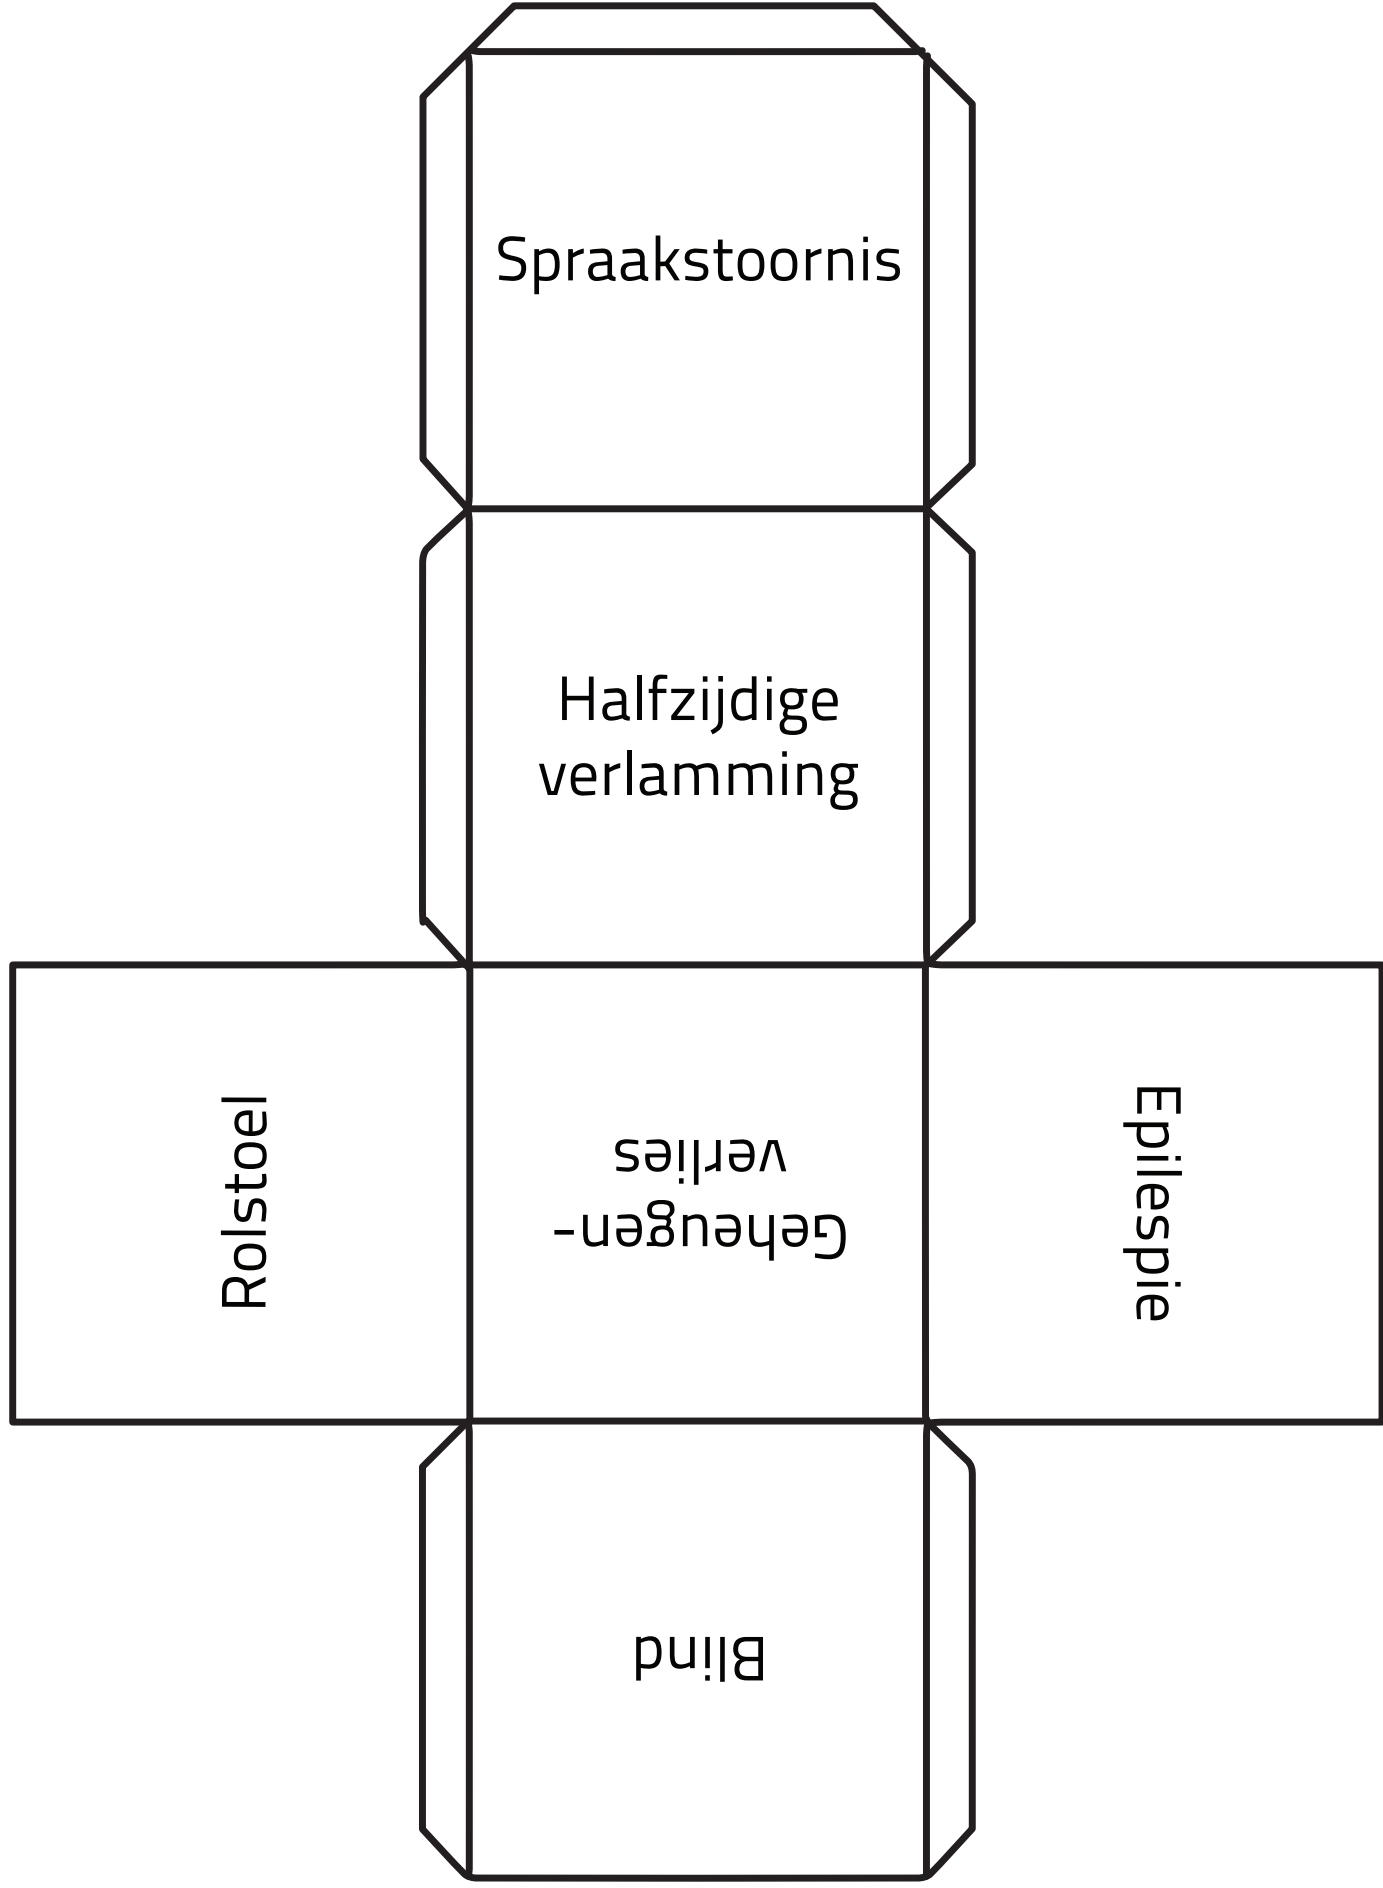 Spraakstoornis
Halfzijdige
verlamming
Rolstoel
Geheugen-
verlies
Epilespie
Blind